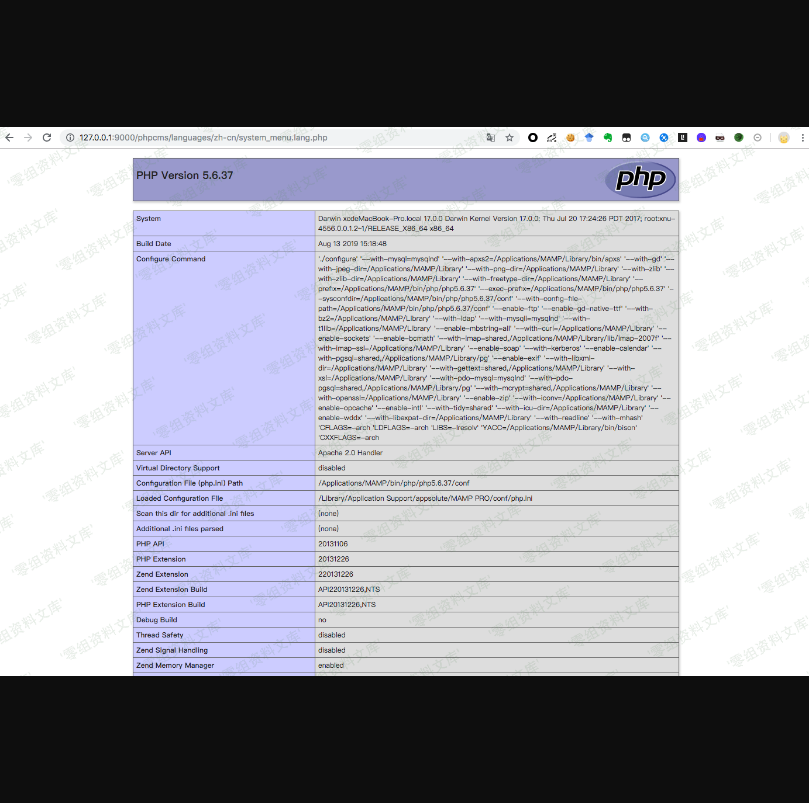 127.0.0.1:9000/phpcms/languages/zh-cn/system_menu.lang.php
PHP Version 5.6.37
php
System
Darwin xcdeMacBook-Pro.local 17.0.0 Darwin Kernel Version 17.0.0: Thu Jul 20 17:24:26 PDT 2017; root:xnu-
4556.0.0.1.2~1/RELEASE_X86_64 x86_64
Build Date
Aug 13 2019 15:16:48
Configure Command
'./configure' '--with-mysql=mysqlnd' '--with-apxs2=/Applications/MAMP/Library/bin/apxs' '--with-gd' '--
with-jpeg-dir=/Applications/MAMP/Library' '--with-png-dir=/Applications/MAMP/Library' '--with-zlib' '--
with-zlib-dir=/Applications/MAMP/Library' '--with-freetype-dir=/Applications/MAMP/Library' '--
prefix=/Applications/MAMP/bin/php/php5.6.37' '--exec-prefix=/Applications/MAMP/bin/php/php5.6.37' '-
-sysconfdir=/Applications/MAMP/bin/php/php5.6.37/conf' '--with-config-file-
path=/Applications/MAMP/bin/php/php5.6.37/conf' '--enable-ftp' '--enable-gd-native-ttf' '--with-
bz2=/Applications/MAMP/Library' '--with-ldap' '--with-mysqli=mysqlnd' '--with-
t1lib=/Applications/MAMP/Library' '--enable-mbstring=all' '--with-curl=/Applications/MAMP/Library' '--
enable-sockets' '--enable-bcmath' '--with-imap=shared,/Applications/MAMP/Library/lib/imap-2007f' '--
with-imap-ssl=/Applications/MAMP/Library' '--enable-soap' '--with-kerberos' '--enable-calendar' '--
with-pgsql=shared,/Applications/MAMP/Library/pg' '--enable-exif' '--with-libxml-
dir=/Applications/MAMP/Library' '--with-gettext=shared,/Applications/MAMP/Library' '--with-
xsl=/Applications/MAMP/Library' '--with-pdo-mysql=mysqlnd' '--with-pdo-
pgsql=shared,/Applications/MAMP/Library/pg' '--with-mcrypt=shared,/Applications/MAMP/Library' '--
with-openssl=/Applications/MAMP/Library' '--enable-zip' '--with-iconv=/Applications/MAMP/Library' '--
enable-opcache' '--enable-intl' '--with-tidy=shared' '--with-icu-dir=/Applications/MAMP/Library' '--
enable-wddx' '--with-libexpat-dir=/Applications/MAMP/Library' '--with-readline' '--with-mhash'
'CFLAGS=-arch 'LDFLAGS=-arch 'LIBS=-lresolv' 'YACC=/Applications/MAMP/Library/bin/bison'
'CXXFLAGS=-arch
Server API
Apache 2.0 Handler
Virtual Directory Support
disabled
Configuration File (php.ini) Path
/Applications/MAMP/bin/php/php5.6.37/conf
Loaded Configuration File
/Library/Application Support/appsolute/MAMP PRO/conf/php.ini
Scan this dir for additional .ini files
(none)
Additional .ini files parsed
(none)
PHP API
20131106
PHP Extension
20131226
Zend Extension
220131226
Zend Extension Build
API220131226,NTS
PHP Extension Build
API20131226,NTS
Debug Build
no
Thread Safety
disabled
Zend Signal Handling
disabled
Zend Memory Manager
enabled
零组资料文库